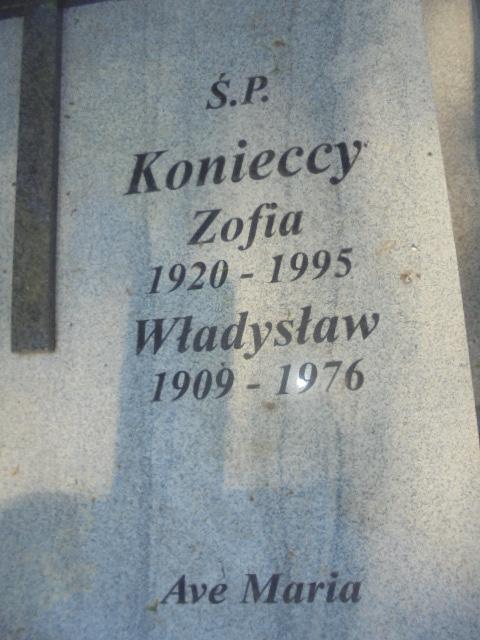 Ś.P.
Konieccy
Zofia
1920 - 1995
Władysław
1909 - 1976
Ave Maria